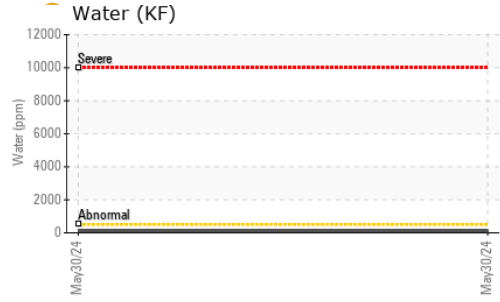 Water (KF)
12000
Severe
10000
8000
6000
Water (ppm)
4000
2000
Abnormal
0
May30/24
May30/24